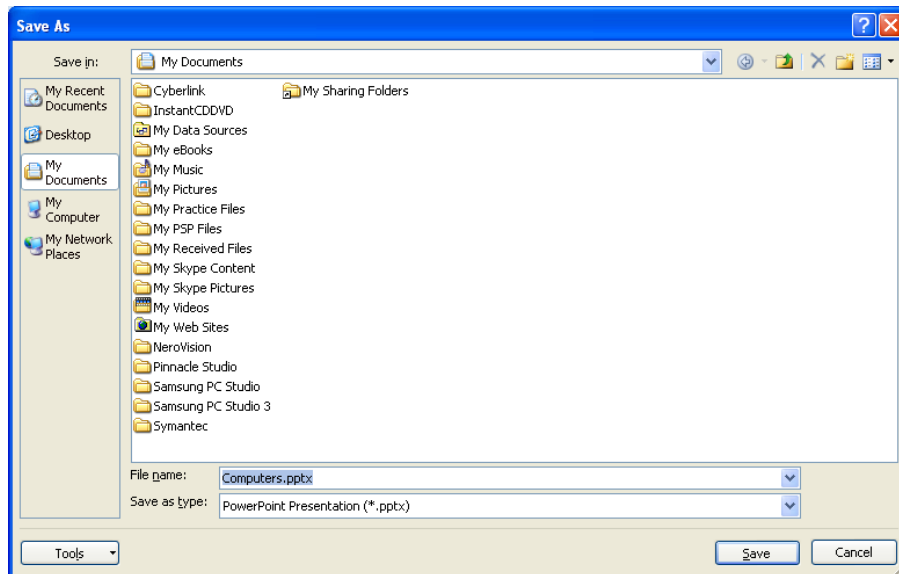 Save As
Save in:
My Documents
My Recent
Documents
Desktop
My
Documents
My
Computer
My Network
Places
Cyberlink
InstantCDDVD
My Data Sources
My eBooks
My Music
My Pictures
My Practice Files
My PSP Files
My Received Files
My Skype Content
My Skype Pictures
My Videos
My Web Sites
NeroVision
Pinnacle Studio
Samsung PC Studio
Samsung PC Studio 3
Symantec
My Sharing Folders
File name:
Computers.pptx
Save as type:
PowerPoint Presentation (*.pptx)
Tools
Save
Cancel